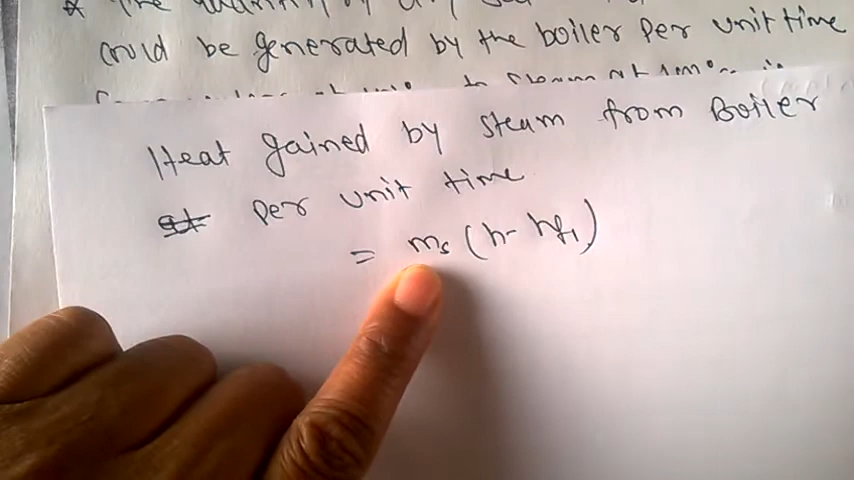 * The
could be generated by the boiler per unit time
Heat gained by steam from Boiler
per unit time
= ms (h - hf1)